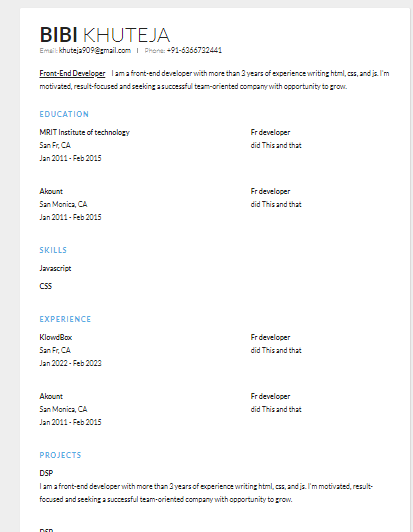 BIBI KHUTEJA
Email: khuteja909@gmail.com | Phone: +91-6366732441
Front-End Developer I am a front-end developer with more than 3 years of experience writing html, css, and js. I'm
motivated, result-focused and seeking a successful team-oriented company with opportunity to grow.
EDUCATION
MRIT Institute of technology Fr developer
San Fr, CA did This and that
Jan 2011 - Feb 2015
Akount Fr developer
San Monica, CA did This and that
Jan 2011 - Feb 2015
SKILLS
Javascript
CSS
EXPERIENCE
KlowdBox Fr developer
San Fr, CA did This and that
Jan 2022 - Feb 2023
Akount Fr developer
San Monica, CA did This and that
Jan 2011 - Feb 2015
PROJECTS
DSP
I am a front-end developer with more than 3 years of experience writing html, css, and js. I'm motivated, result-
focused and seeking a successful team-oriented company with opportunity to grow.